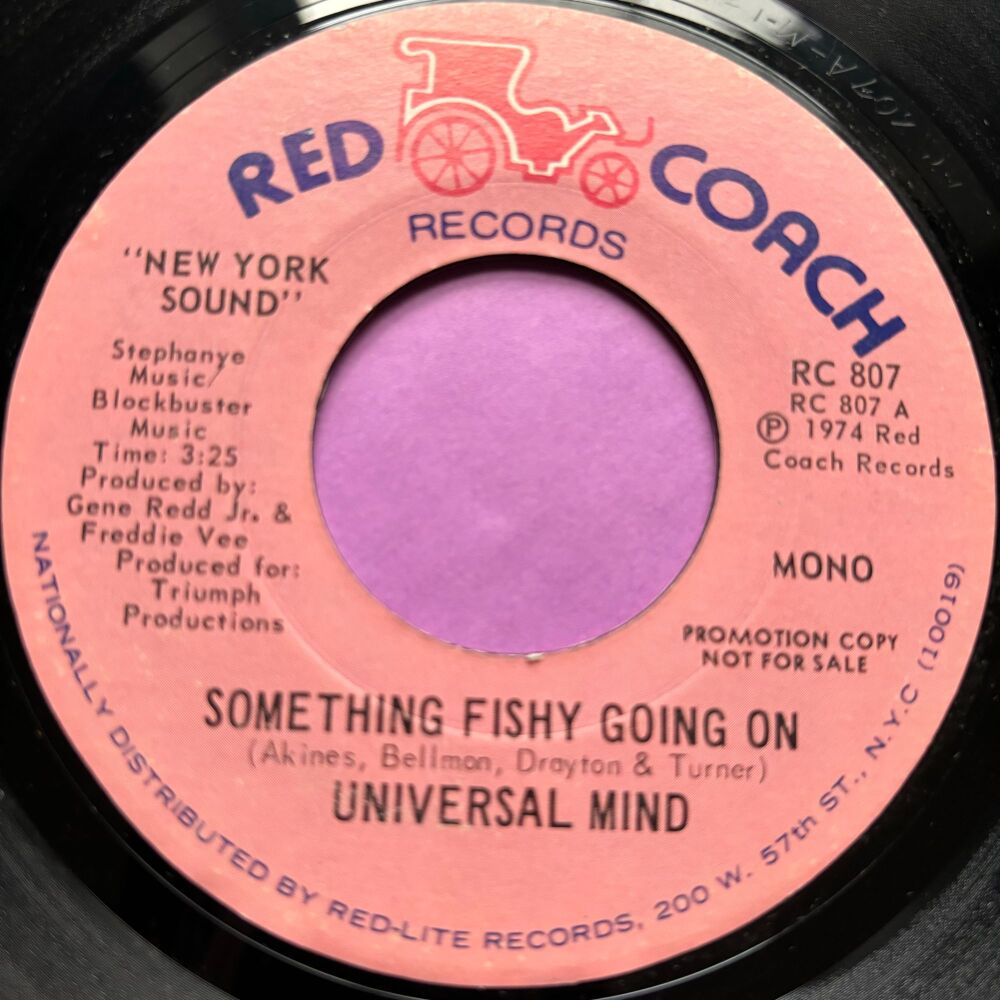 RED COACH
RECORDS
"NEW YORK
SOUND"
Stephanye
Music/
Blockbuster
Music
Time: 3:25
Produced by:
Gene Redd Jr. &
Freddie Vee
Produced for:
Triumph
Productions
RC 807
RC 807 A
Ⓟ 1974 Red
Coach Records
MONO
PROMOTION COPY
NOT FOR SALE
SOMETHING FISHY GOING ON
(Akines, Bellmon, Drayton & Turner)
UNIVERSAL MIND
NATIONALLY DISTRIBUTED BY RED-LITE RECORDS, 200 W. 57th ST., N.Y.C (10019)